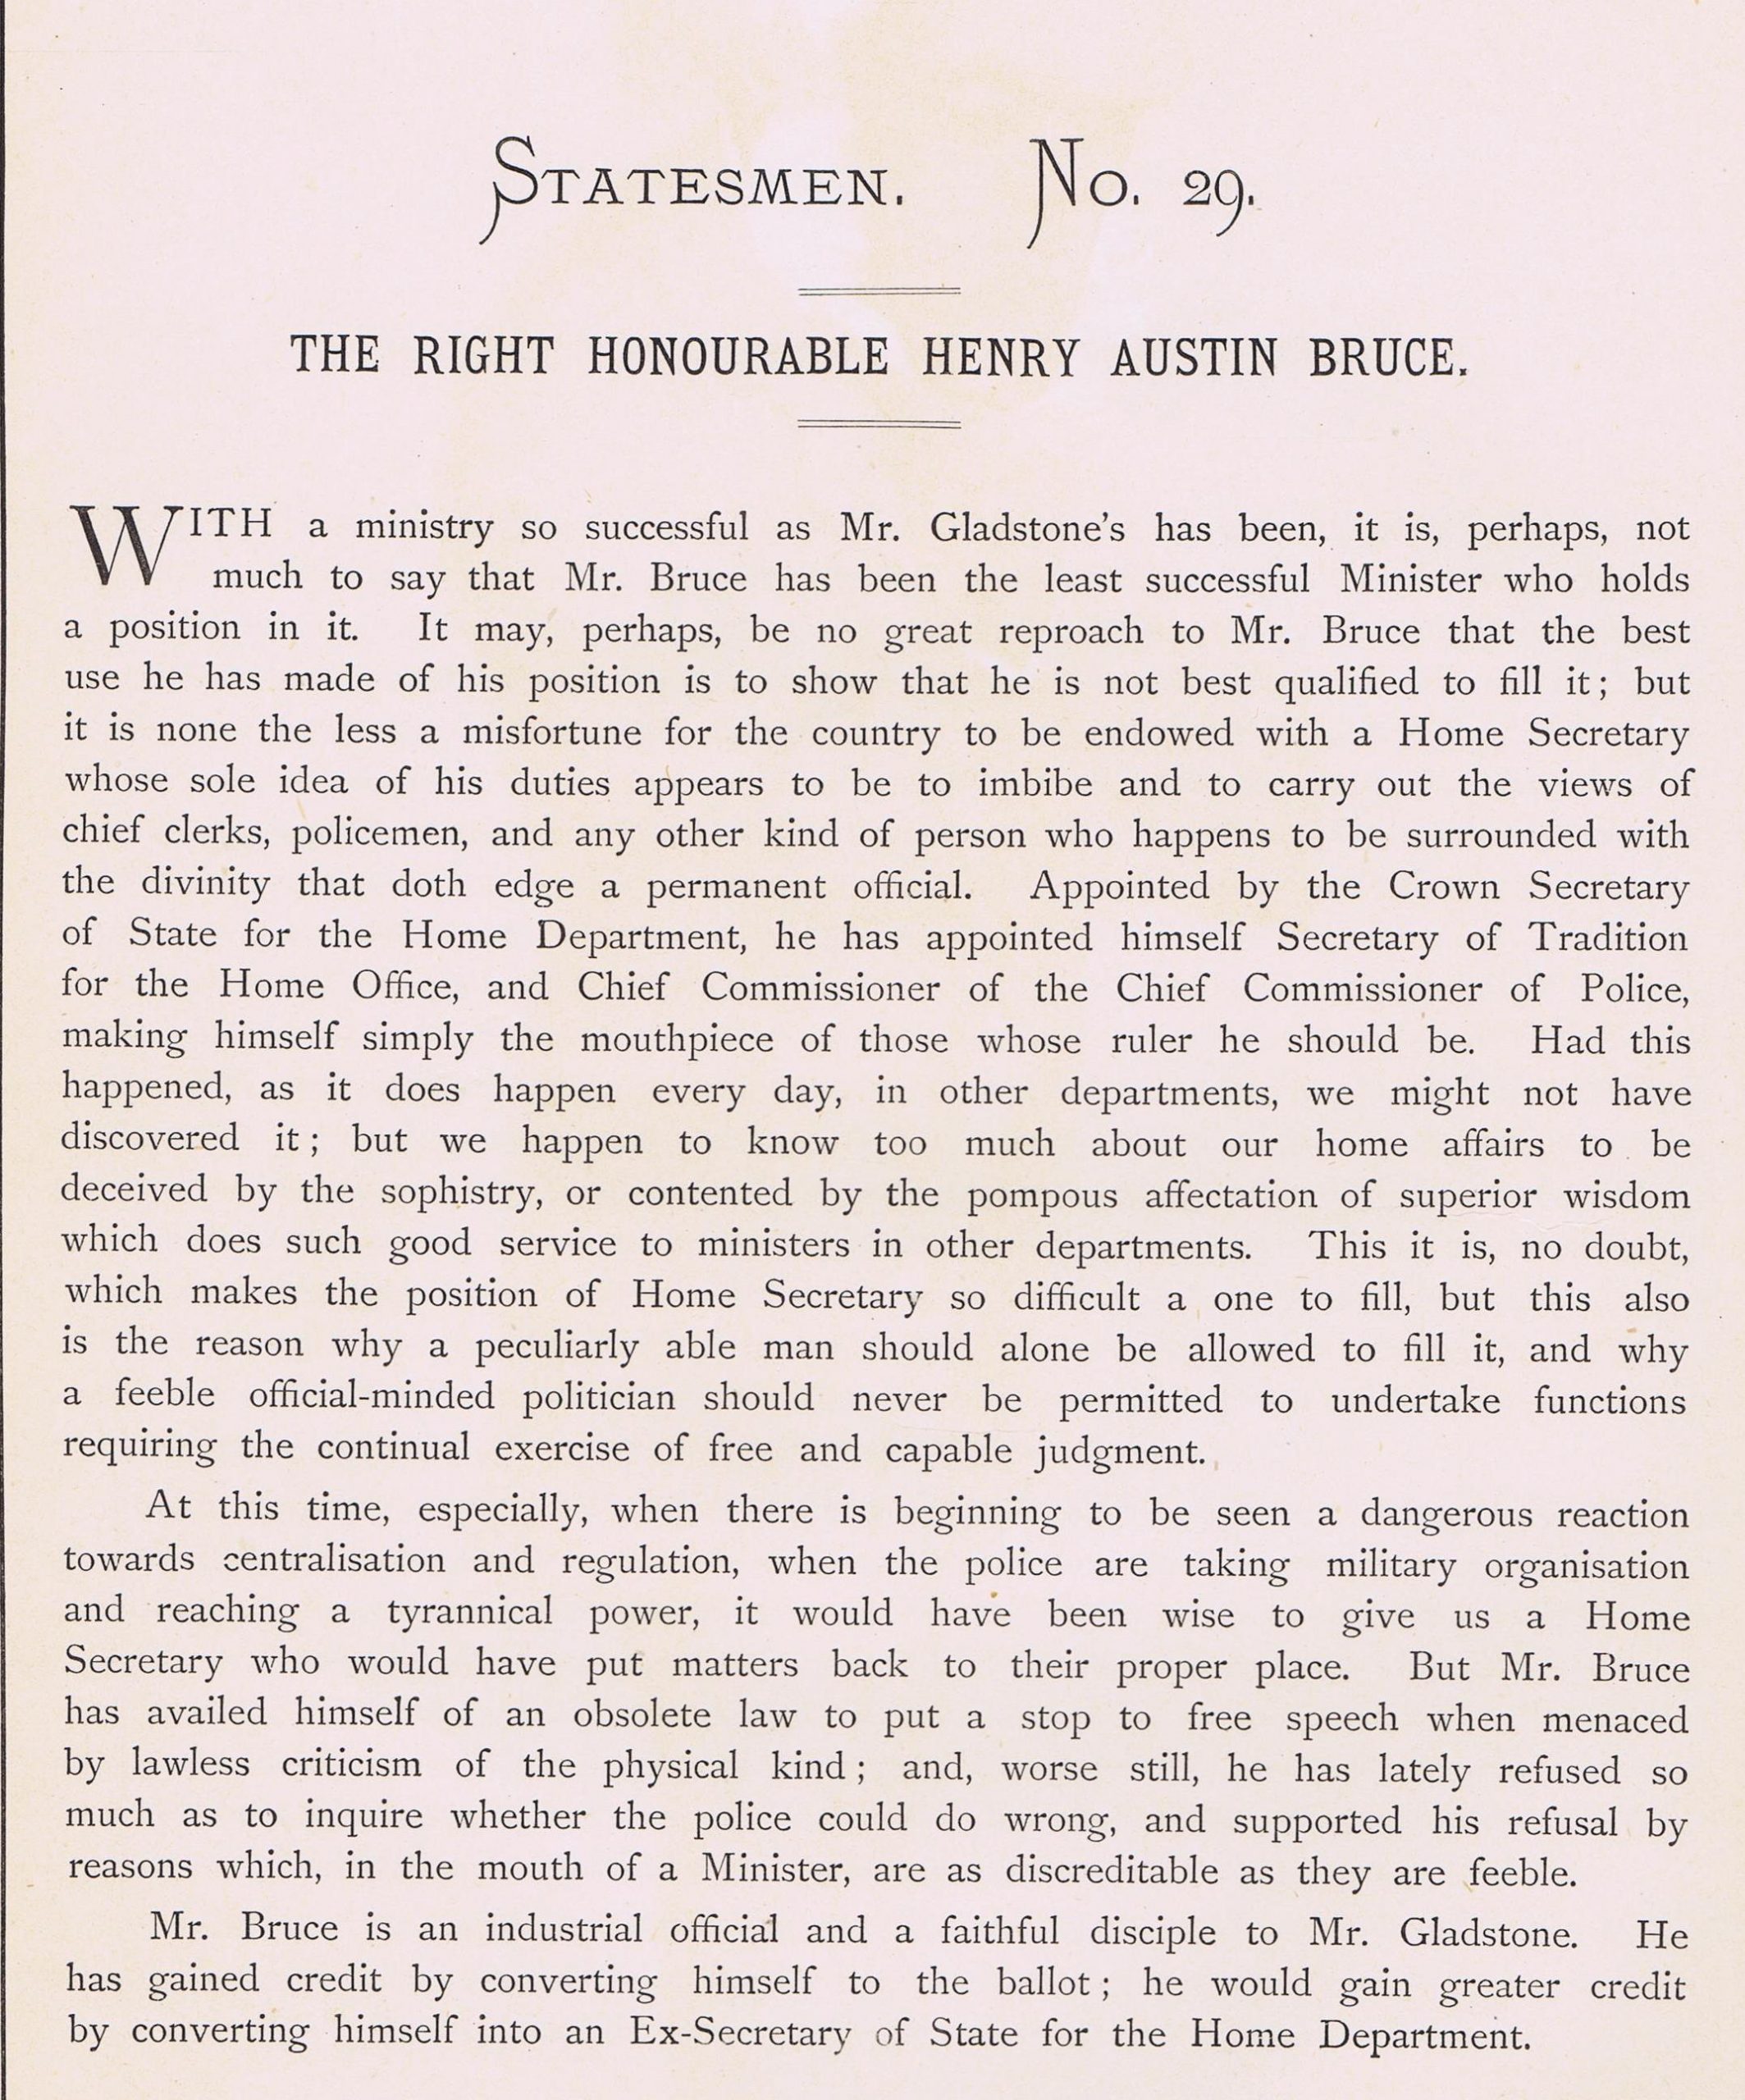 STATESMEN. No. 29.
THE RIGHT HONOURABLE HENRY AUSTIN BRUCE.
WITH a ministry so successful as Mr. Gladstone's has been, it is, perhaps, not
much to say that Mr. Bruce has been the least successful Minister who holds
a position in it. It may, perhaps, be no great reproach to Mr. Bruce that the best
use he has made of his position is to show that he is not best qualified to fill it; but
it is none the less a misfortune for the country to be endowed with a Home Secretary
whose sole idea of his duties appears to be to imbibe and to carry out the views of
chief clerks, policemen, and any other kind of person who happens to be surrounded with
the divinity that doth edge a permanent official. Appointed by the Crown Secretary
of State for the Home Department, he has appointed himself Secretary of Tradition
for the Home Office, and Chief Commissioner of the Chief Commissioner of Police,
making himself simply the mouthpiece of those whose ruler he should be. Had this
happened, as it does happen every day, in other departments, we might not have
discovered it; but we happen to know too much about our home affairs to be
deceived by the sophistry, or contented by the pompous affectation of superior wisdom
which does such good service to ministers in other departments. This it is, no doubt,
which makes the position of Home Secretary so difficult a one to fill, but this also
is the reason why a peculiarly able man should alone be allowed to fill it, and why
a feeble official-minded politician should never be permitted to undertake functions
requiring the continual exercise of free and capable judgment.
At this time, especially, when there is beginning to be seen a dangerous reaction
towards centralisation and regulation, when the police are taking military organisation
and reaching a tyrannical power, it would have been wise to give us a Home
Secretary who would have put matters back to their proper place. But Mr. Bruce
has availed himself of an obsolete law to put a stop to free speech when menaced
by lawless criticism of the physical kind; and, worse still, he has lately refused so
much as to inquire whether the police could do wrong, and supported his refusal by
reasons which, in the mouth of a Minister, are as discreditable as they are feeble.
Mr. Bruce is an industrial official and a faithful disciple to Mr. Gladstone. He
has gained credit by converting himself to the ballot; he would gain greater credit
by converting himself into an Ex-Secretary of State for the Home Department.